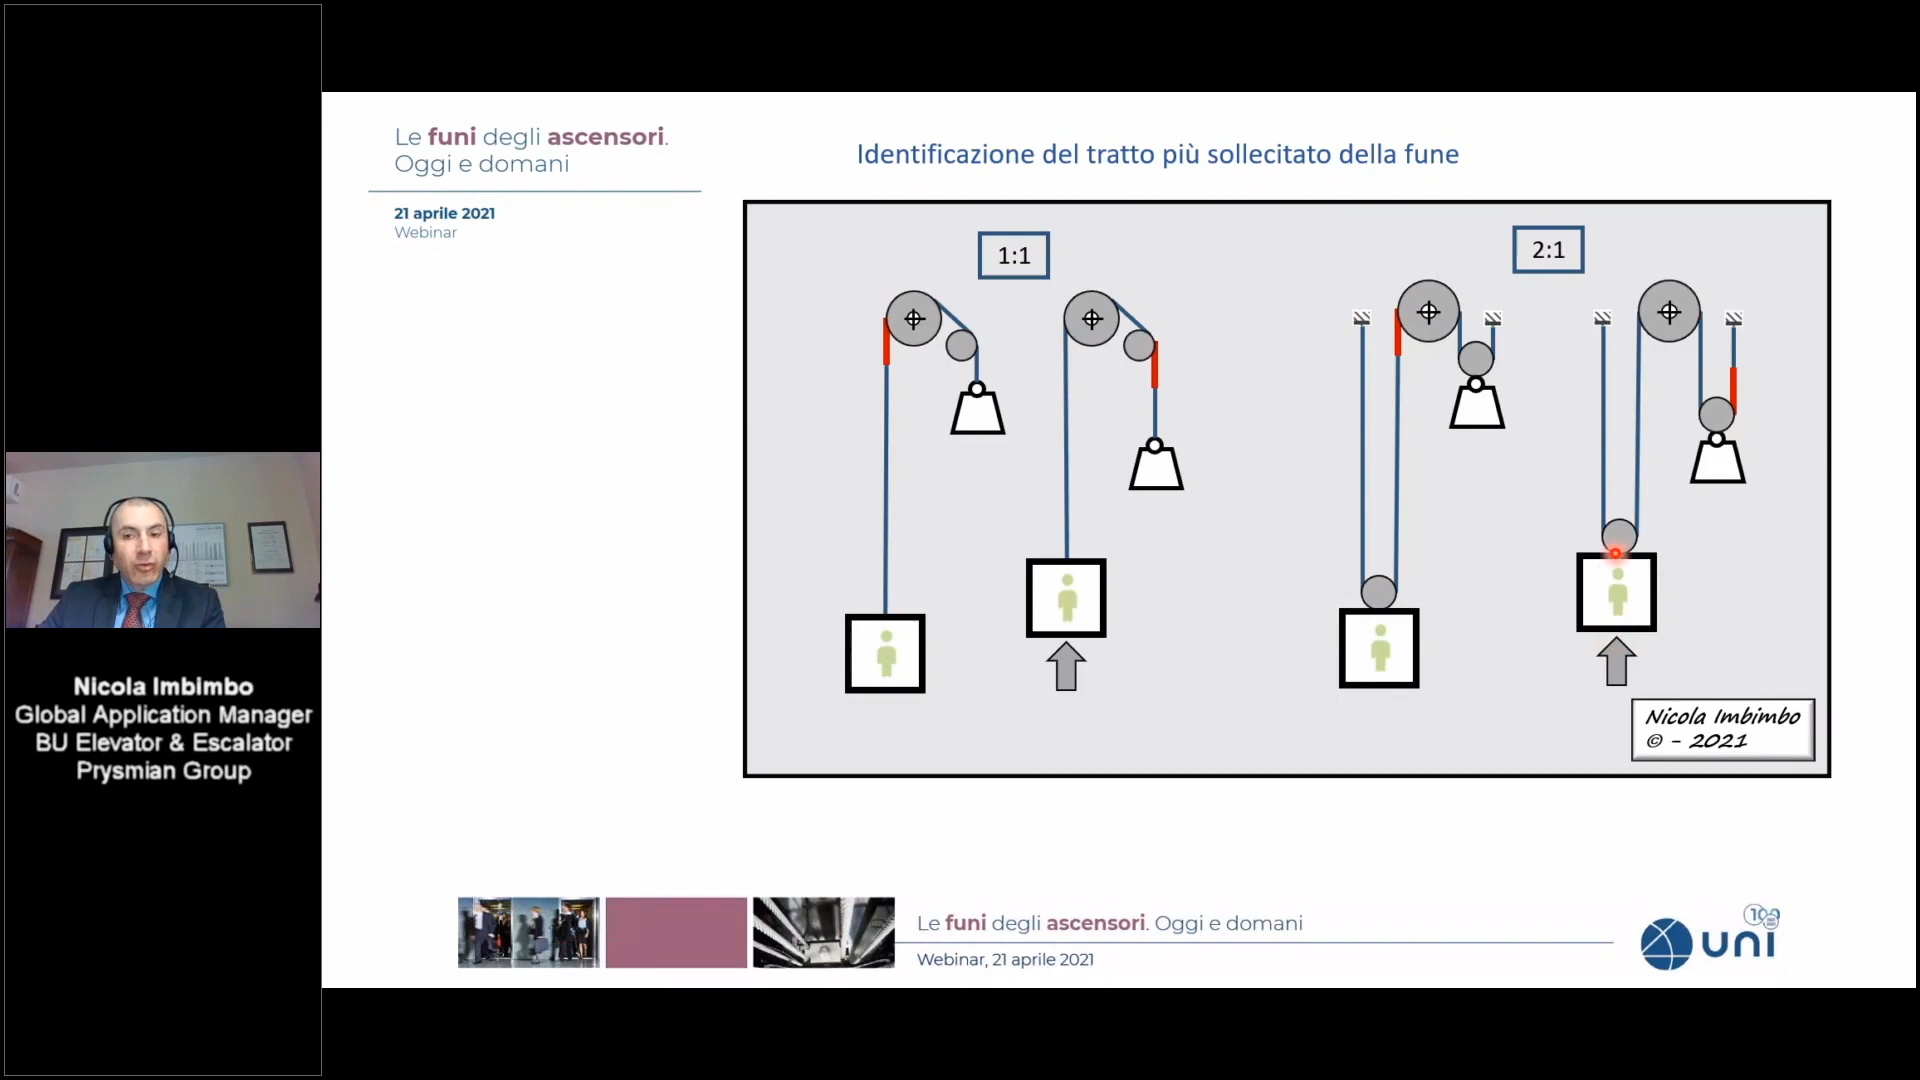 Le funi degli ascensori.
Oggi e domani
21 aprile 2021
Webinar
Identificazione del tratto più sollecitato della fune
1:1
2:1
Nicola Imbimbo
© - 2021
Nicola Imbimbo
Global Application Manager
BU Elevator & Escalator
Prysmian Group
Le funi degli ascensori. Oggi e domani
Webinar, 21 aprile 2021
100
uni